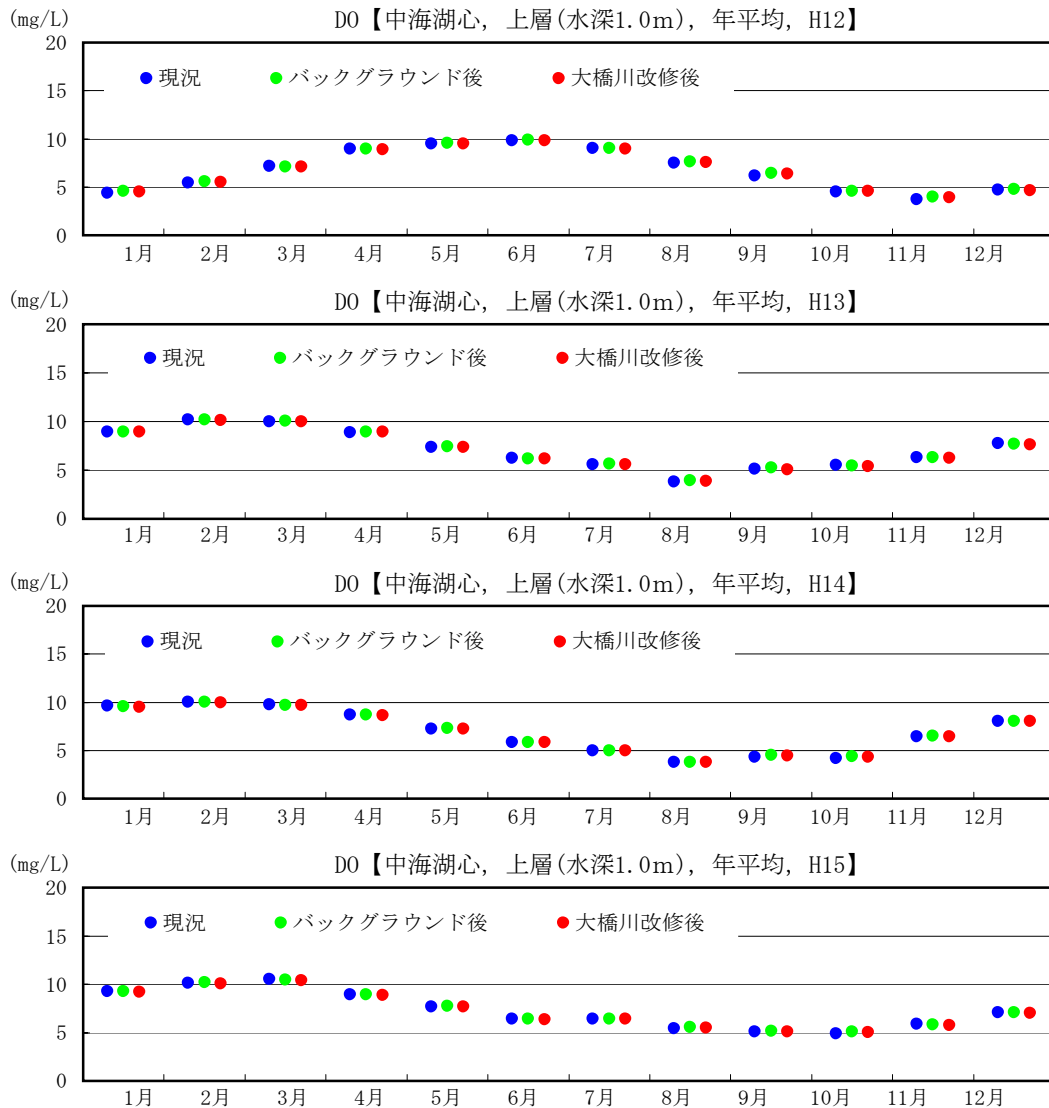 (mg/L) DO【中海湖心, 上層(水深1.0m), 年平均, H12】
20
15
10
5
0
現況 バックグラウンド後 大橋川改修後
1月 2月 3月 4月 5月 6月 7月 8月 9月 10月 11月 12月
(mg/L) DO【中海湖心, 上層(水深1.0m), 年平均, H13】
20
15
10
5
0
現況 バックグラウンド後 大橋川改修後
1月 2月 3月 4月 5月 6月 7月 8月 9月 10月 11月 12月
(mg/L) DO【中海湖心, 上層(水深1.0m), 年平均, H14】
20
15
10
5
0
現況 バックグラウンド後 大橋川改修後
1月 2月 3月 4月 5月 6月 7月 8月 9月 10月 11月 12月
(mg/L) DO【中海湖心, 上層(水深1.0m), 年平均, H15】
20
15
10
5
0
現況 バックグラウンド後 大橋川改修後
1月 2月 3月 4月 5月 6月 7月 8月 9月 10月 11月 12月